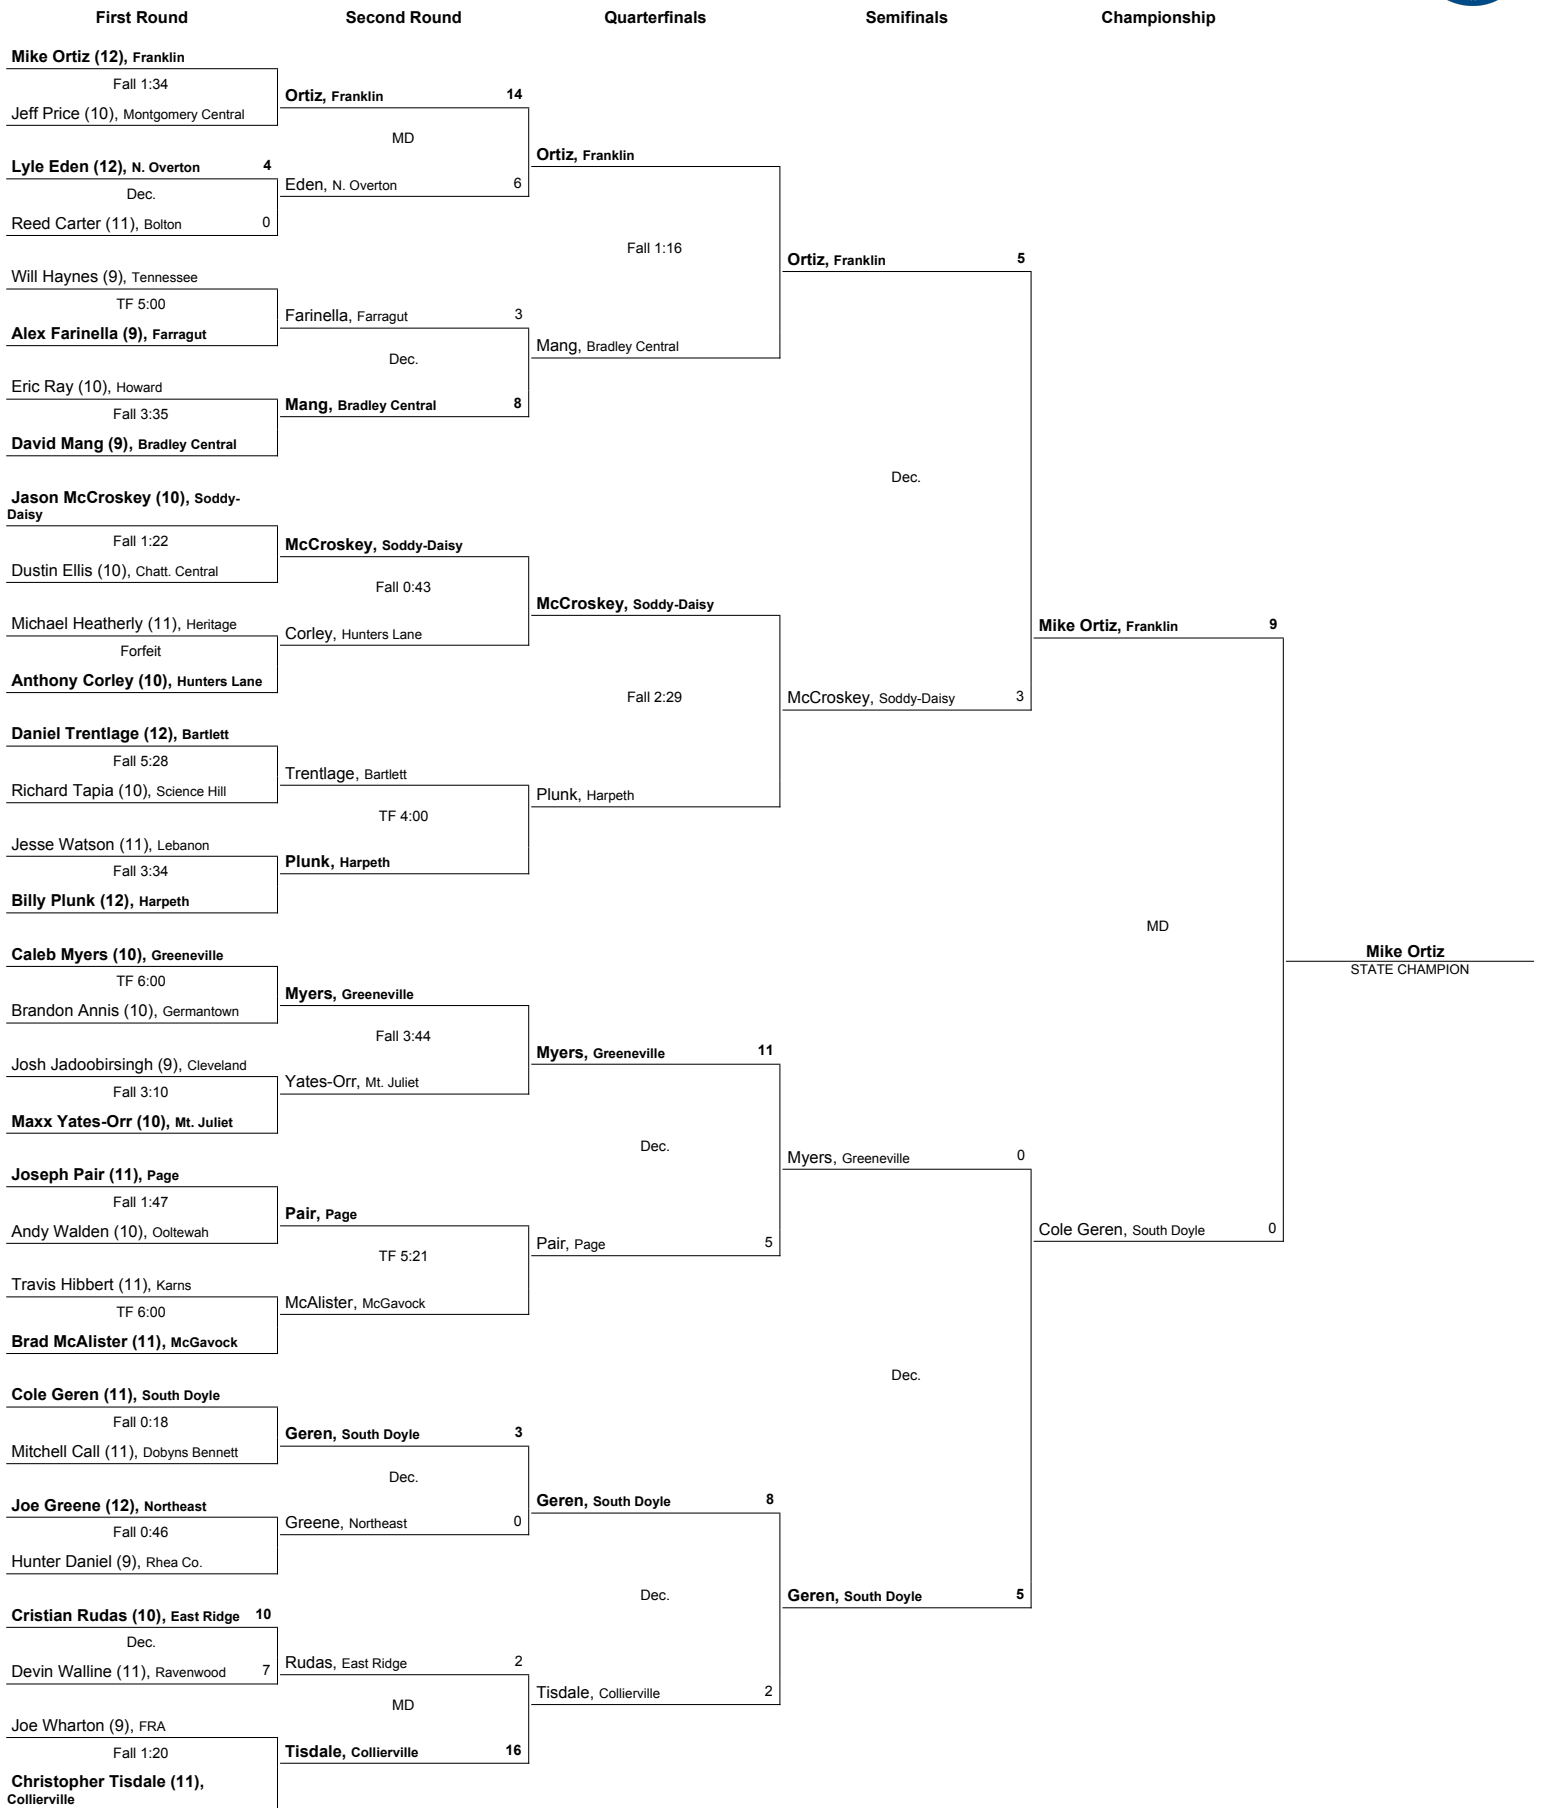 First Round
Second Round
Quarterfinals
Semifinals
Championship
Mike Ortiz (12), Franklin
Fall 1:34
Jeff Price (10), Montgomery Central
Lyle Eden (12), N. Overton 4
Dec.
Reed Carter (11), Bolton 0
Will Haynes (9), Tennessee
TF 5:00
Alex Farinella (9), Farragut
Eric Ray (10), Howard
Fall 3:35
David Mang (9), Bradley Central
Jason McCroskey (10), Soddy-
Daisy
Fall 1:22
Dustin Ellis (10), Chatt. Central
Michael Heatherly (11), Heritage
Forfeit
Anthony Corley (10), Hunters Lane
Daniel Trentlage (12), Bartlett
Fall 5:28
Richard Tapia (10), Science Hill
Jesse Watson (11), Lebanon
Fall 3:34
Billy Plunk (12), Harpeth
Caleb Myers (10), Greeneville
TF 6:00
Brandon Annis (10), Germantown
Josh Jadoobirsingh (9), Cleveland
Fall 3:10
Maxx Yates-Orr (10), Mt. Juliet
Joseph Pair (11), Page
Fall 1:47
Andy Walden (10), Ooltewah
Travis Hibbert (11), Karns
TF 6:00
Brad McAlister (11), McGavock
Cole Geren (11), South Doyle
Fall 0:18
Mitchell Call (11), Dobyns Bennett
Joe Greene (12), Northeast
Fall 0:46
Hunter Daniel (9), Rhea Co.
Cristian Rudas (10), East Ridge 10
Dec.
Devin Walline (11), Ravenwood 7
Joe Wharton (9), FRA
Fall 1:20
Christopher Tisdale (11),
Collierville
Ortiz, Franklin 14
MD
Eden, N. Overton 6
Farinella, Farragut 3
Dec.
Mang, Bradley Central 8
McCroskey, Soddy-Daisy
Fall 0:43
Corley, Hunters Lane
Trentlage, Bartlett
TF 4:00
Plunk, Harpeth
Myers, Greeneville
Fall 3:44
Yates-Orr, Mt. Juliet
Pair, Page
TF 5:21
McAlister, McGavock
Geren, South Doyle 3
Dec.
Greene, Northeast 0
Rudas, East Ridge 2
MD
Tisdale, Collierville 16
Ortiz, Franklin
Fall 1:16
Mang, Bradley Central
McCroskey, Soddy-Daisy
Fall 2:29
Plunk, Harpeth
Myers, Greeneville 11
Dec.
Pair, Page 5
Geren, South Doyle 8
Dec.
Tisdale, Collierville 2
Ortiz, Franklin 5
Dec.
McCroskey, Soddy-Daisy 3
Myers, Greeneville 0
Dec.
Geren, South Doyle 5
Mike Ortiz, Franklin 9
MD
Cole Geren, South Doyle 0
Mike Ortiz
STATE CHAMPION